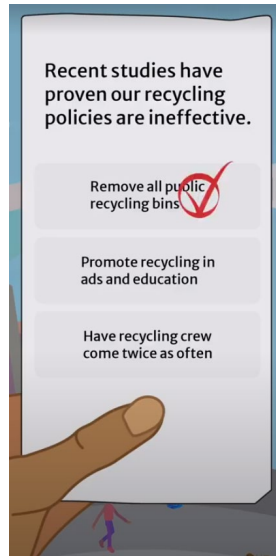 Recent studies have
proven our recycling
policies are ineffective.
Remove all public
recycling bins
Promote recycling in
ads and education
Have recycling crew
come twice as often